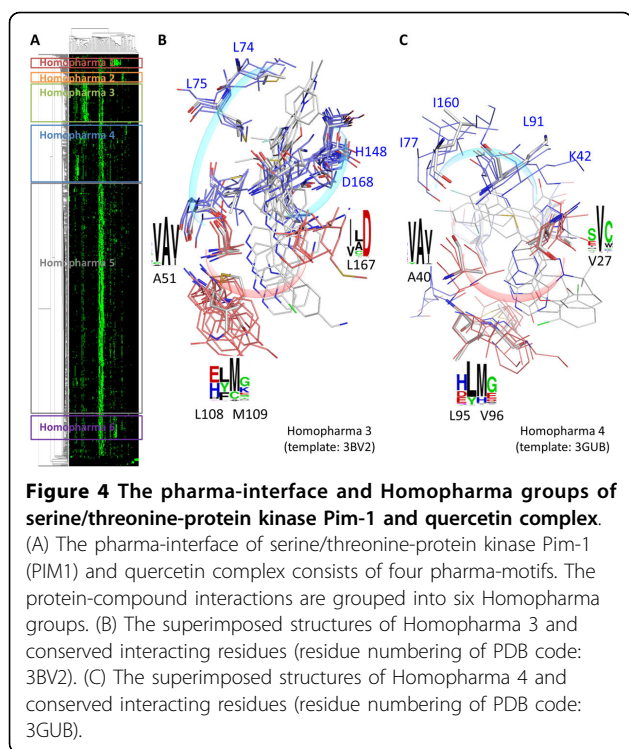 A
B
C
Homopharma 1
Homopharma 2
Homopharma 3
Homopharma 4
Homopharma 5
Homopharma 6
L74
L75
H148
D168
VAV
A51
L167
L108 M109
Homopharma 3
(template: 3BV2)
I160
L91
I77
K42
VAV
A40
V27
L95 V96
Homopharma 4
(template: 3GUB)
Figure 4 The pharma-interface and Homopharma groups of
serine/threonine-protein kinase Pim-1 and quercetin complex.
(A) The pharma-interface of serine/threonine-protein kinase Pim-1
(PIM1) and quercetin complex consists of four pharma-motifs. The
protein-compound interactions are grouped into six Homopharma
groups. (B) The superimposed structures of Homopharma 3 and
conserved interacting residues (residue numbering of PDB code:
3BV2). (C) The superimposed structures of Homopharma 4 and
conserved interacting residues (residue numbering of PDB code:
3GUB).